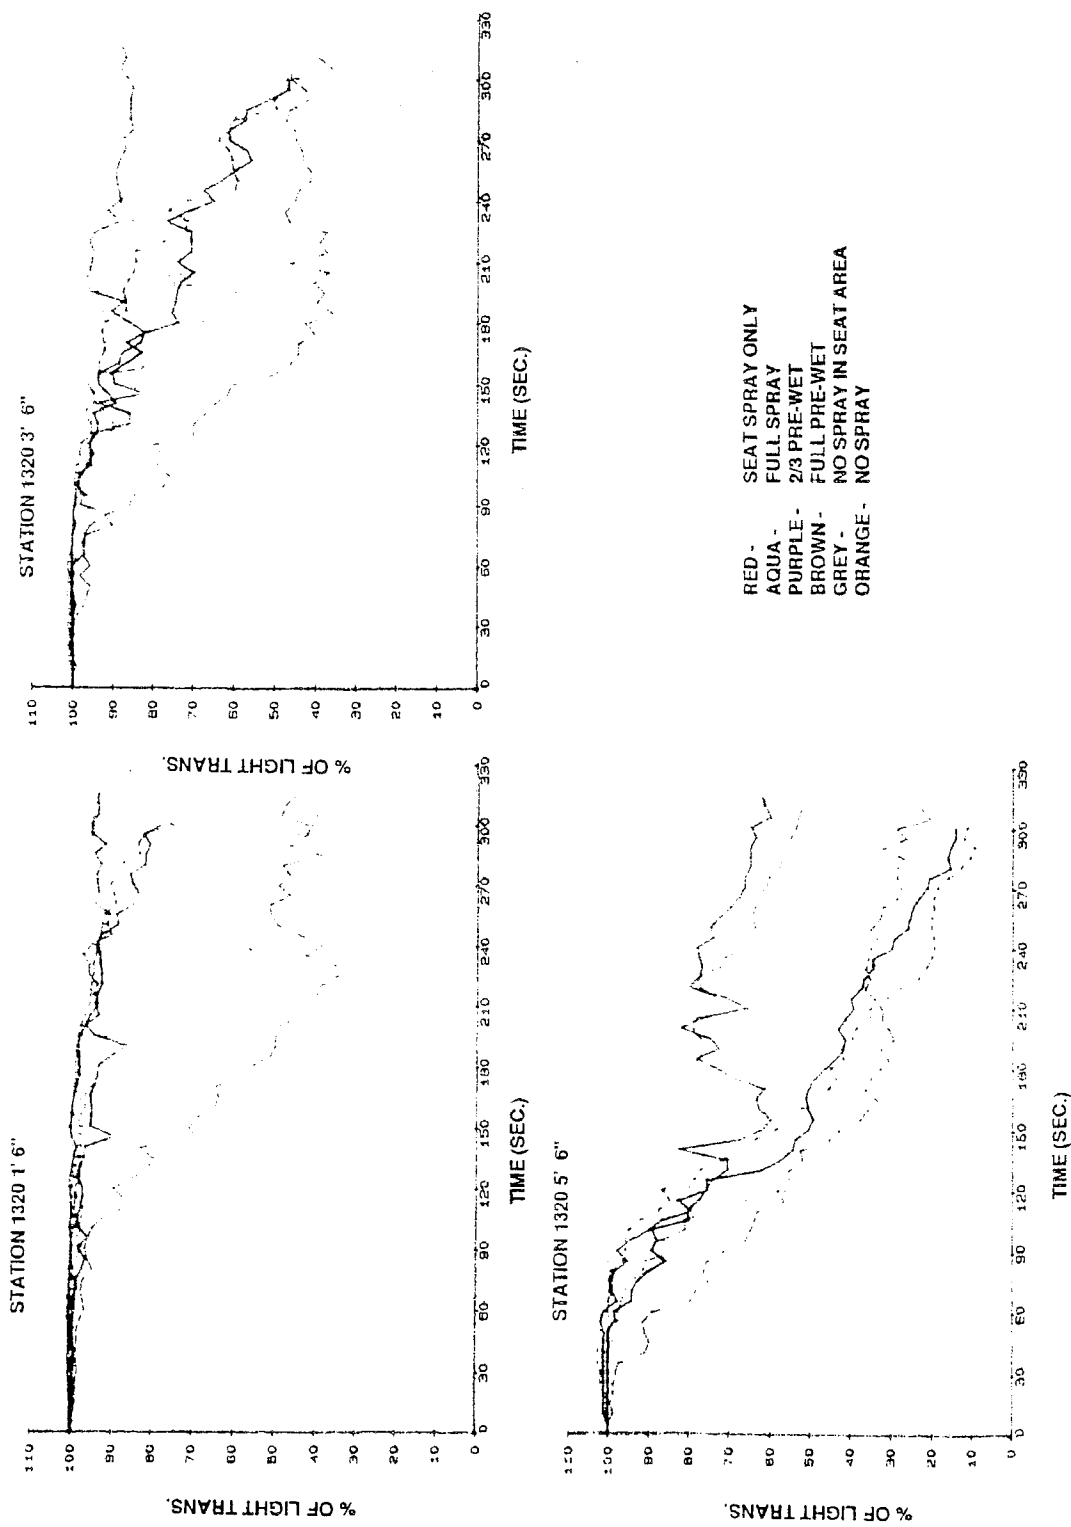 STATION 1320 1' 6"
% OF LIGHT TRANS.
110
100
90
80
70
60
50
40
30
20
10
0
0 30 60 90 120 150 180 210 240 270 300 330
TIME (SEC.)
STATION 1320 3' 6"
% OF LIGHT TRANS.
110
100
90
80
70
60
50
40
30
20
10
0
0 30 60 90 120 150 180 210 240 270 300 330
TIME (SEC.)
STATION 1320 5' 6"
% OF LIGHT TRANS.
110
100
90
80
70
60
50
40
30
20
10
0
0 30 60 90 120 150 180 210 240 270 300 330
TIME (SEC.)
RED - SEAT SPRAY ONLY
AQUA - FULL SPRAY
PURPLE - 2/3 PRE-WET
BROWN - FULL PRE-WET
GREY - NO SPRAY IN SEAT AREA
ORANGE - NO SPRAY